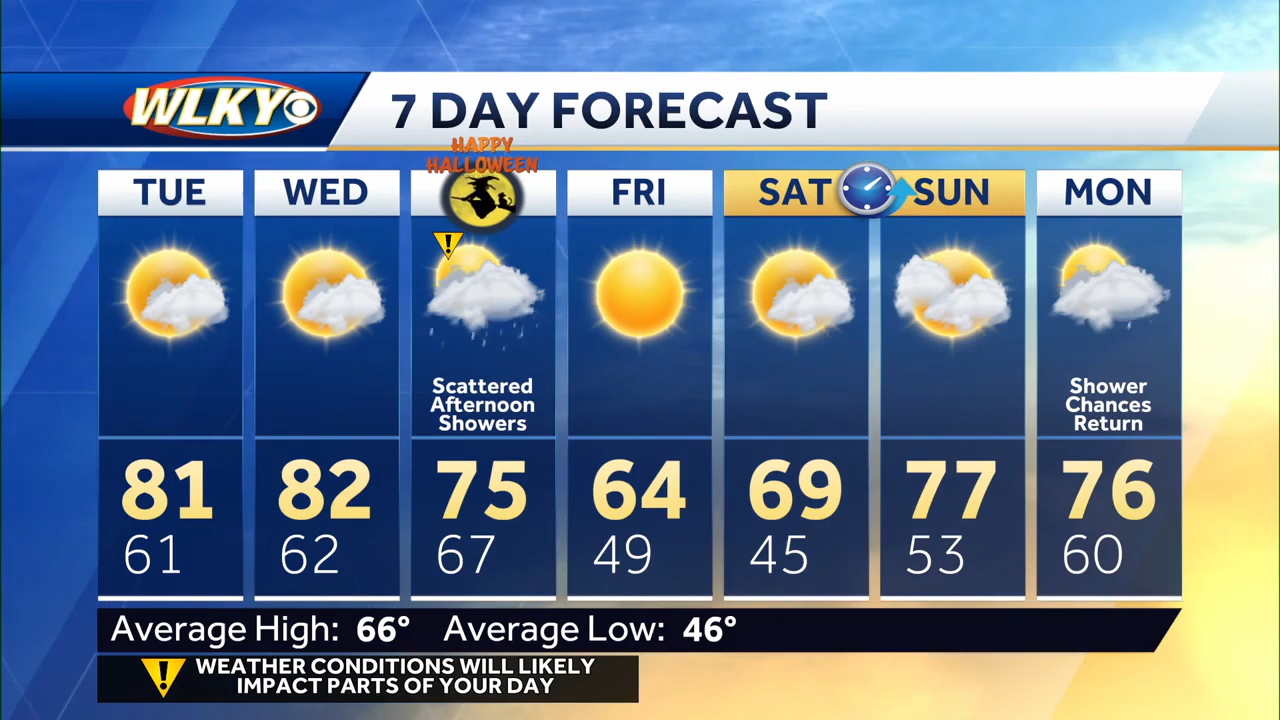 WLKY
7 DAY FORECAST
HAPPY
HALLOWEEN
TUE
WED
FRI
SAT
SUN
MON
!
Scattered
Afternoon
Showers
Shower
Chances
Return
81
82
75
64
69
77
76
61
62
67
49
45
53
60
Average High: 66° Average Low: 46°
! WEATHER CONDITIONS WILL LIKELY
IMPACT PARTS OF YOUR DAY